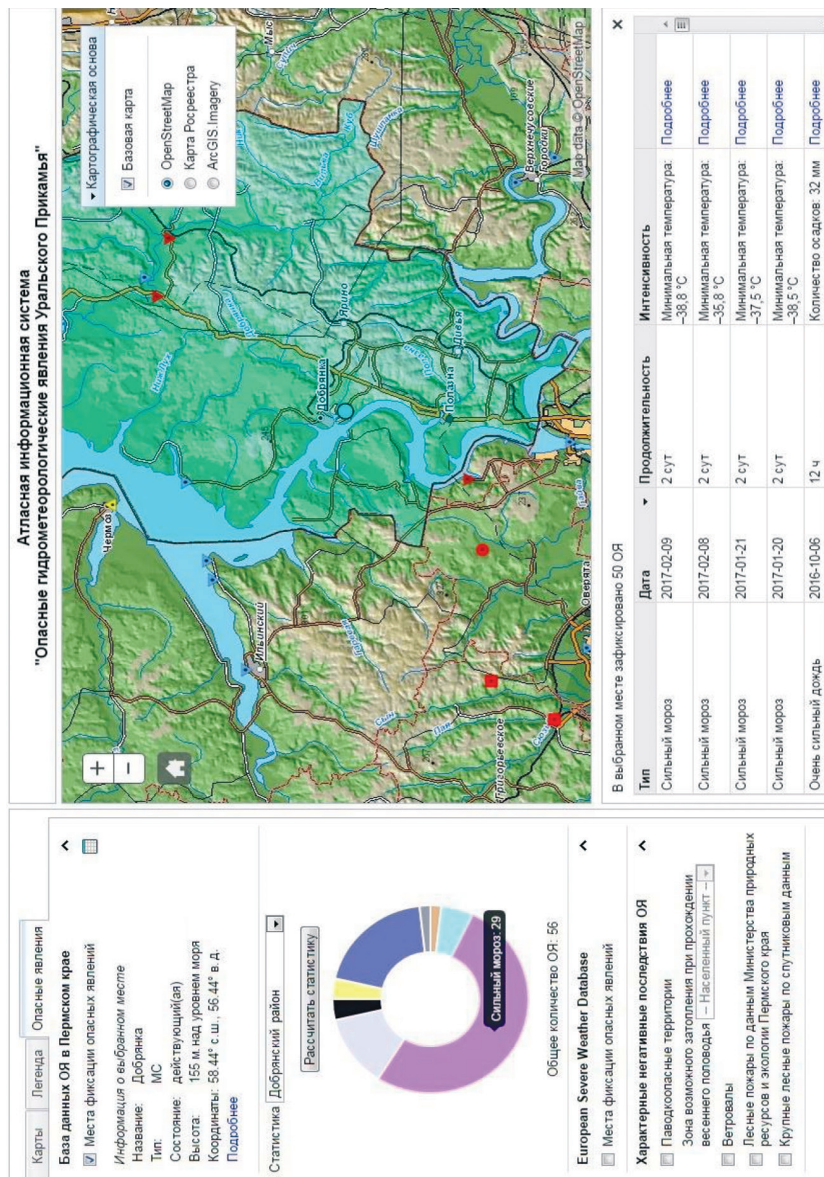 Атласная информационная система
"Опасные гидрометеорологические явления Уральского Прикамья"
Карты
Легенда
Опасные явления
База данных ОЯ в Пермском крае
Места фиксации опасных явлений
Информация о выбранном месте
Название: Добрянка
Тип: МС
Состояние: действующий(ая)
Высота: 155 м. над уровнем моря
Координаты: 58.44° с.ш., 56.44° в. д.
Подробнее
Статистика Добрянский район
Рассчитать статистику
Сильный мороз: 29
Общее количество ОЯ: 56
European Severe Weather Database
Места фиксации опасных явлений
Характерные негативные последствия ОЯ
Паводкоопасные территории
Зона возможного затопления при прохождении
весеннего половодья -- Населенный пункт --
Ветровалы
Лесные пожары по данным Министерства природных
ресурсов и экологии Пермского края
Крупные лесные пожары по спутниковым данным
+
−
Картографическая основа
Базовая карта
OpenStreetMap
Карта Росреестра
ArcGIS.Imagery
Чермоз
Ильинский
Добрянка
Ярино
Полазна
Дивья
Верхнечусовские
Городки
Григорьевское
Оверята
Сын
Мыс
Map data © OpenStreetMap
В выбранном месте зафиксировано 50 ОЯ
Тип Дата Продолжительность Интенсивность
Сильный мороз 2017-02-09 2 сут Минимальная температура: –38,8 °C Подробнее
Сильный мороз 2017-02-08 2 сут Минимальная температура: –35,8 °C Подробнее
Сильный мороз 2017-01-21 2 сут Минимальная температура: –37,5 °C Подробнее
Сильный мороз 2017-01-20 2 сут Минимальная температура: –38,5 °C Подробнее
Очень сильный дождь 2016-10-06 12 ч Количество осадков: 32 мм Подробнее